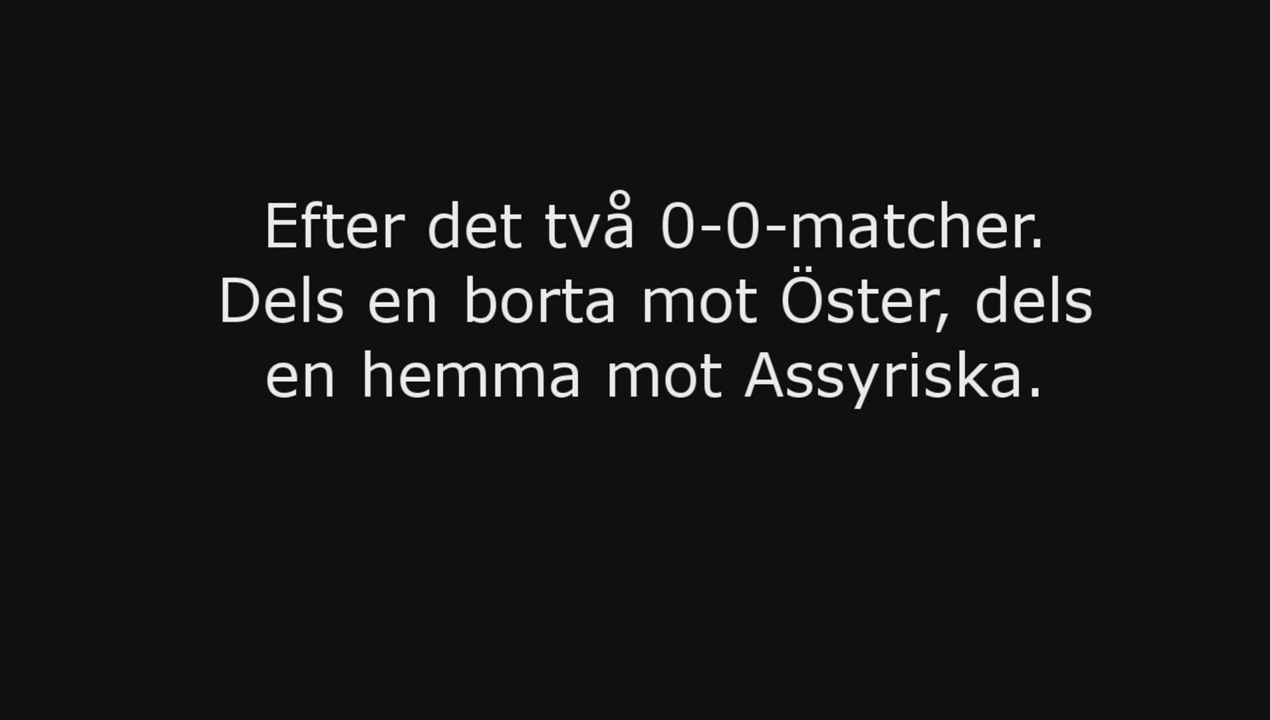 Efter det två 0-0-matcher.
Dels en borta mot Öster, dels
en hemma mot Assyriska.